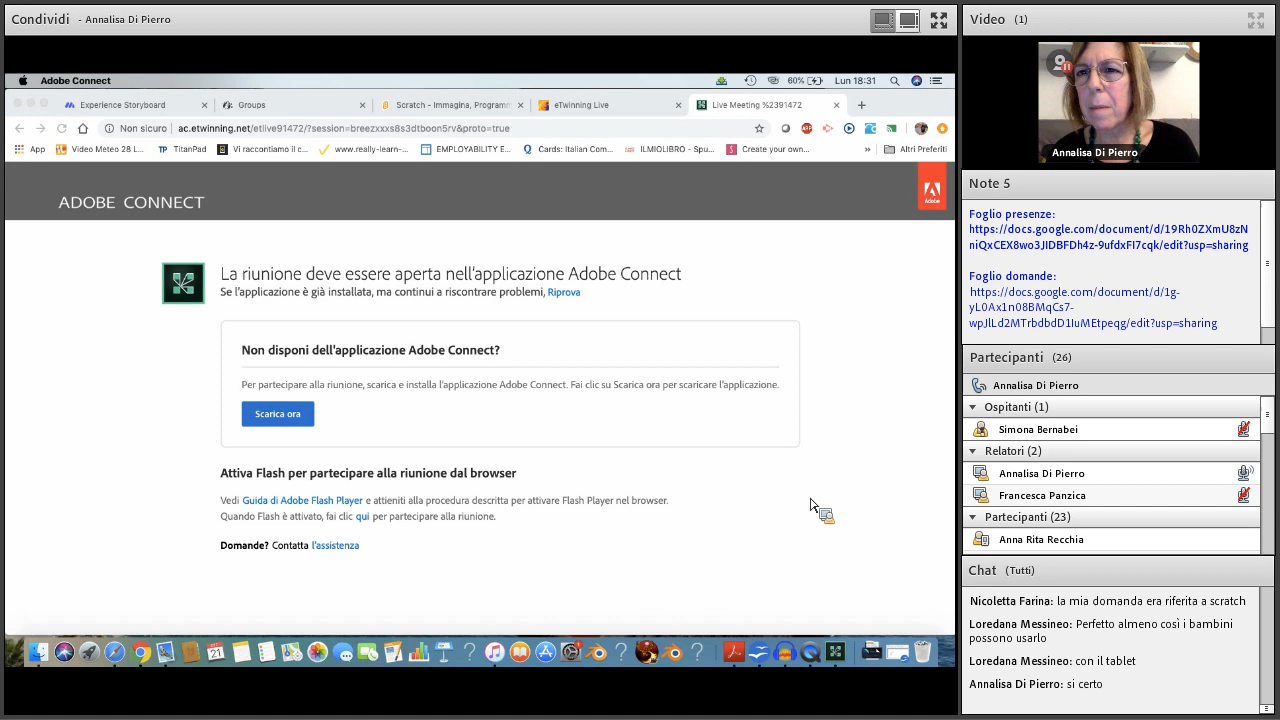 Condividi - Annalisa Di Pierro
Adobe Connect
60%
Lun 18:31
Experience Storyboard
Groups
Scratch - Immagina, Programm
eTwinning Live
Live Meeting %2391472
Non sicuro
ac.etwinning.net/etlive91472/?session=breezxxxs8s3dtboon5rv&proto=true
App
Video Meteo 28 L...
TP TitanPad
Vi raccontiamo il c...
www.really-learn-...
EMPLOYABILITY E...
Cards: Italian Com...
ILMIOLIBRO - Spu...
Create your own...
» Altri Preferiti
ADOBE CONNECT
Adobe
La riunione deve essere aperta nell'applicazione Adobe Connect
Se l'applicazione è già installata, ma continui a riscontrare problemi, Riprova
Non disponi dell'applicazione Adobe Connect?
Per partecipare alla riunione, scarica e installa l'applicazione Adobe Connect. Fai clic su Scarica ora per scaricare l'applicazione.
Scarica ora
Attiva Flash per partecipare alla riunione dal browser
Vedi Guida di Adobe Flash Player e attieniti alla procedura descritta per attivare Flash Player nel browser.
Quando Flash è attivato, fai clic qui per partecipare alla riunione.
Domande? Contatta l'assistenza
21
Video (1)
Annalisa Di Pierro
Note 5
Foglio presenze:
https://docs.google.com/document/d/19Rh0ZXmU8zN
niQxCEX8wo3JIDBFDh4z-9ufdxFI7cqk/edit?usp=sharing
Foglio domande:
https://docs.google.com/document/d/1g-
yL0Ax1n08BMqCs7-
wpJlLd2MTrbdbdD1IuMEtpeqg/edit?usp=sharing
Partecipanti (26)
Annalisa Di Pierro
Ospitanti (1)
Simona Bernabei
Relatori (2)
Annalisa Di Pierro
Francesca Panzica
Partecipanti (23)
Anna Rita Recchia
Chat (Tutti)
Nicoletta Farina: la mia domanda era riferita a scratch
Loredana Messineo: Perfetto almeno così i bambini
possono usarlo
Loredana Messineo: con il tablet
Annalisa Di Pierro: si certo